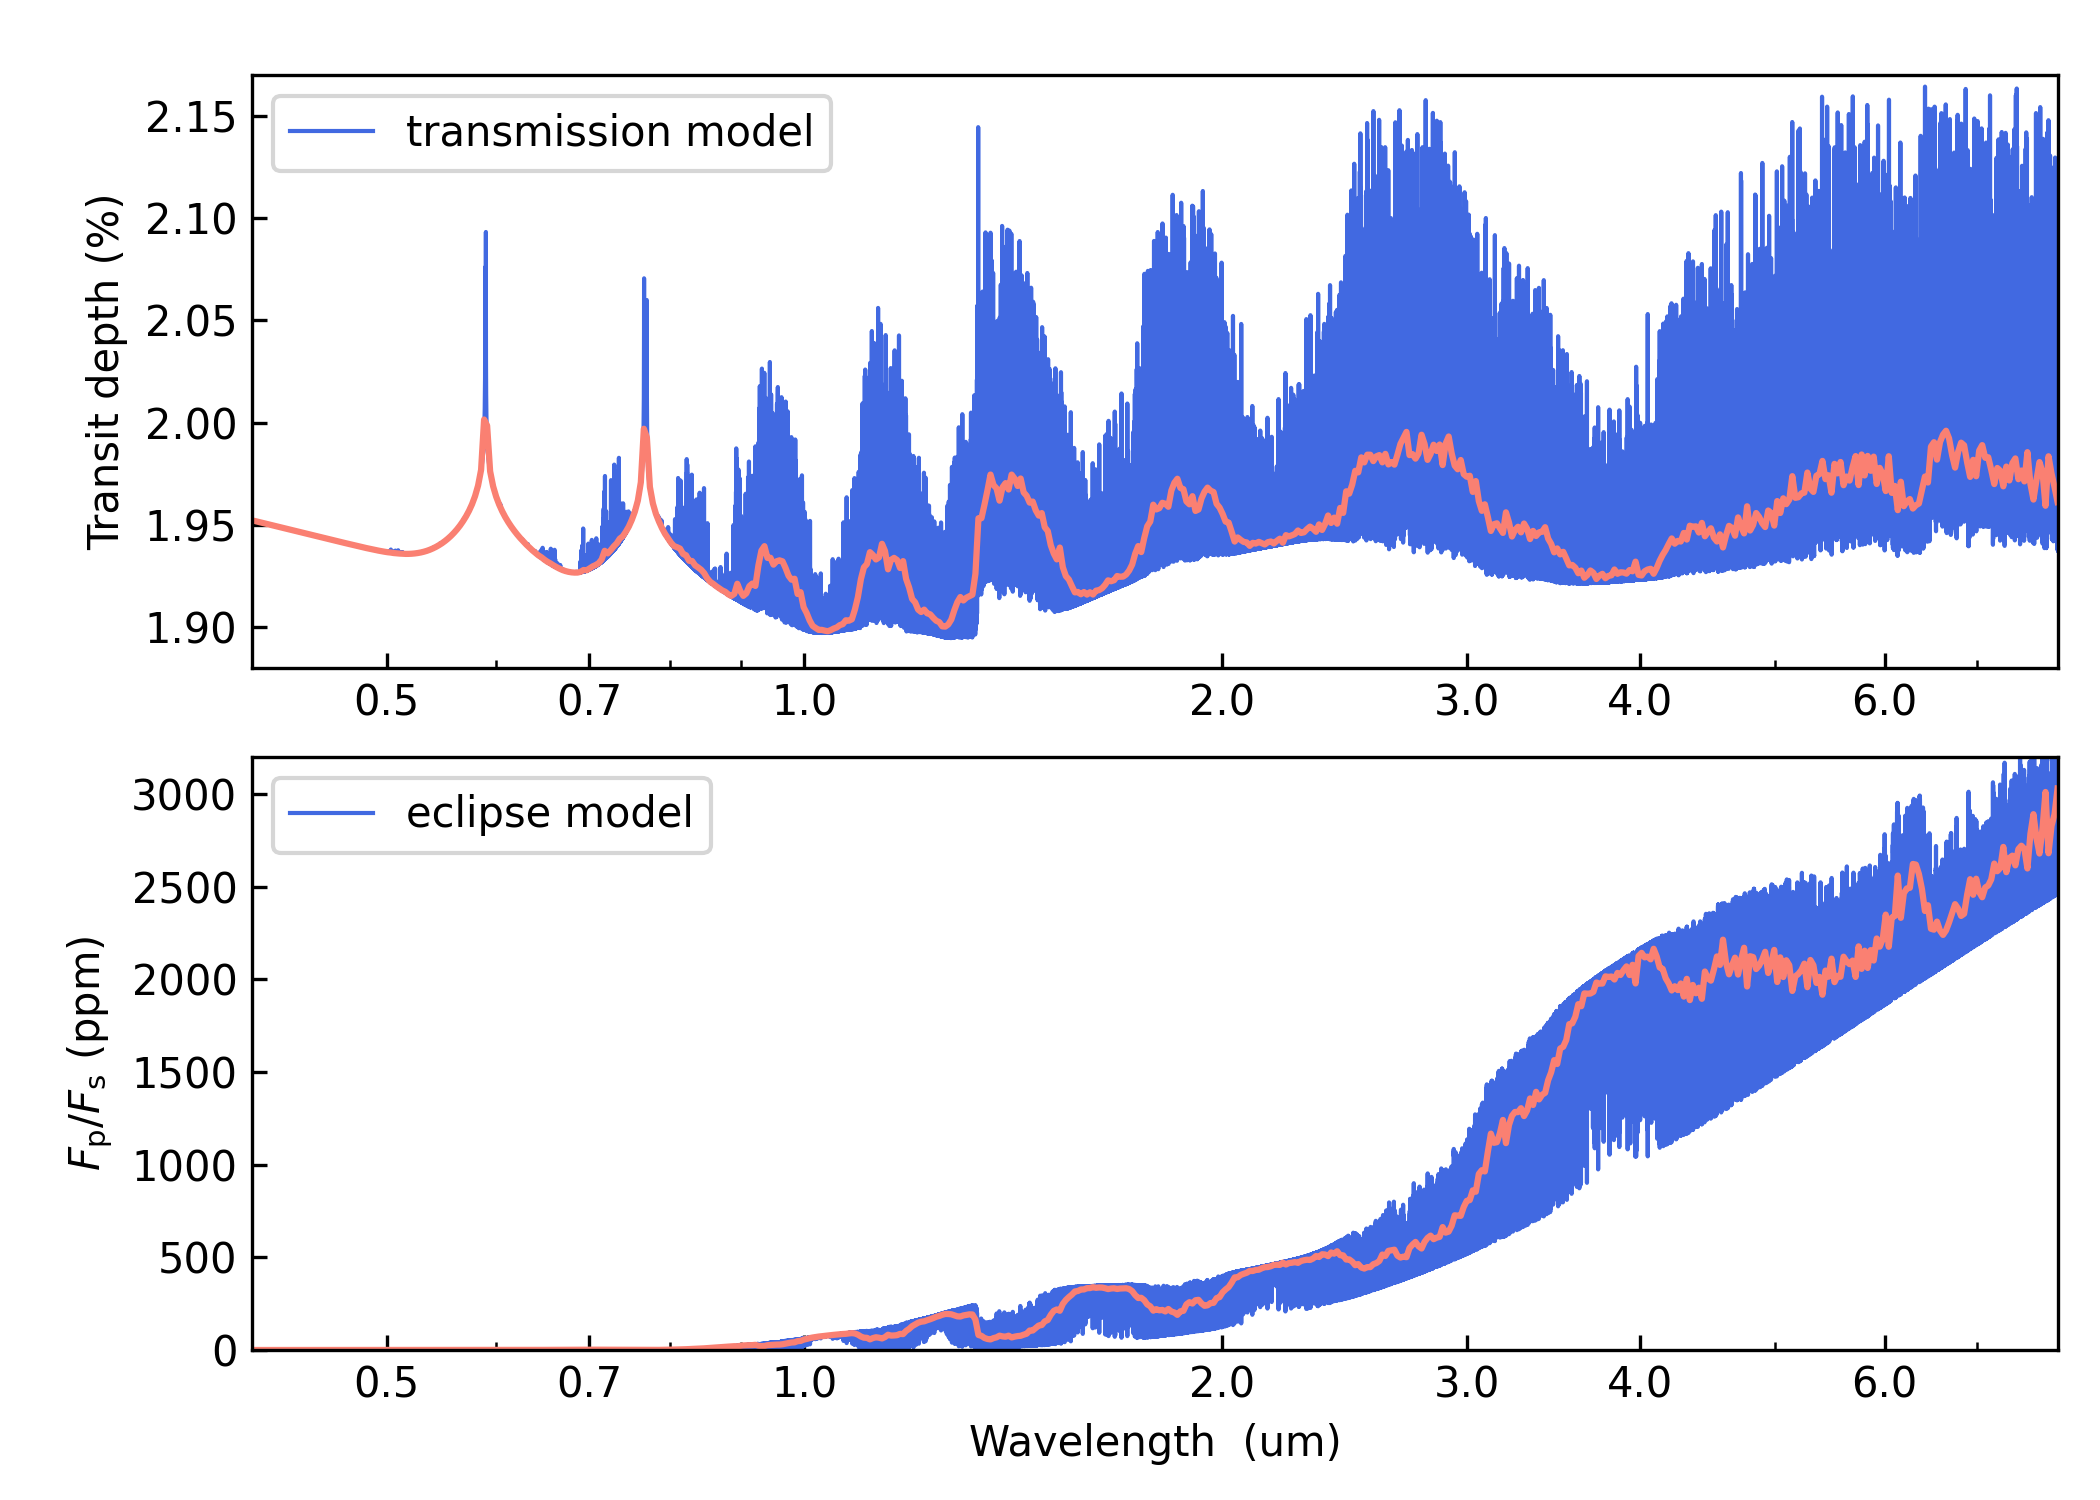 transmission model
Transit depth (%)
2.15
2.10
2.05
2.00
1.95
1.90
0.5 0.7 1.0 2.0 3.0 4.0 6.0
eclipse model
Fp/Fs (ppm)
3000
2500
2000
1500
1000
500
0
0.5 0.7 1.0 2.0 3.0 4.0 6.0
Wavelength (um)